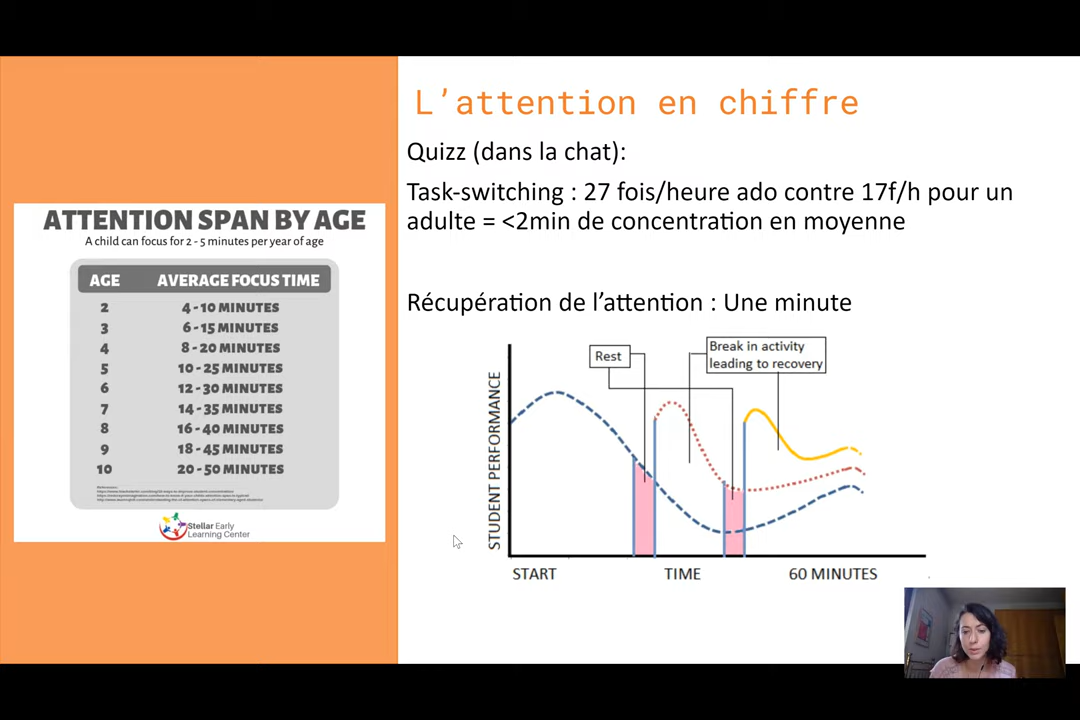 L’attention en chiffre
Quizz (dans la chat):
Task-switching : 27 fois/heure ado contre 17f/h pour un
adulte = <2min de concentration en moyenne
Récupération de l’attention : Une minute
ATTENTION SPAN BY AGE
A child can focus for 2 - 5 minutes per year of age
AGE AVERAGE FOCUS TIME
2 4 - 10 MINUTES
3 6 - 15 MINUTES
4 8 - 20 MINUTES
5 10 - 25 MINUTES
6 12 - 30 MINUTES
7 14 - 35 MINUTES
8 16 - 40 MINUTES
9 18 - 45 MINUTES
10 20 - 50 MINUTES
Stellar Early
Learning Center
Rest
Break in activity
leading to recovery
STUDENT PERFORMANCE
START TIME 60 MINUTES